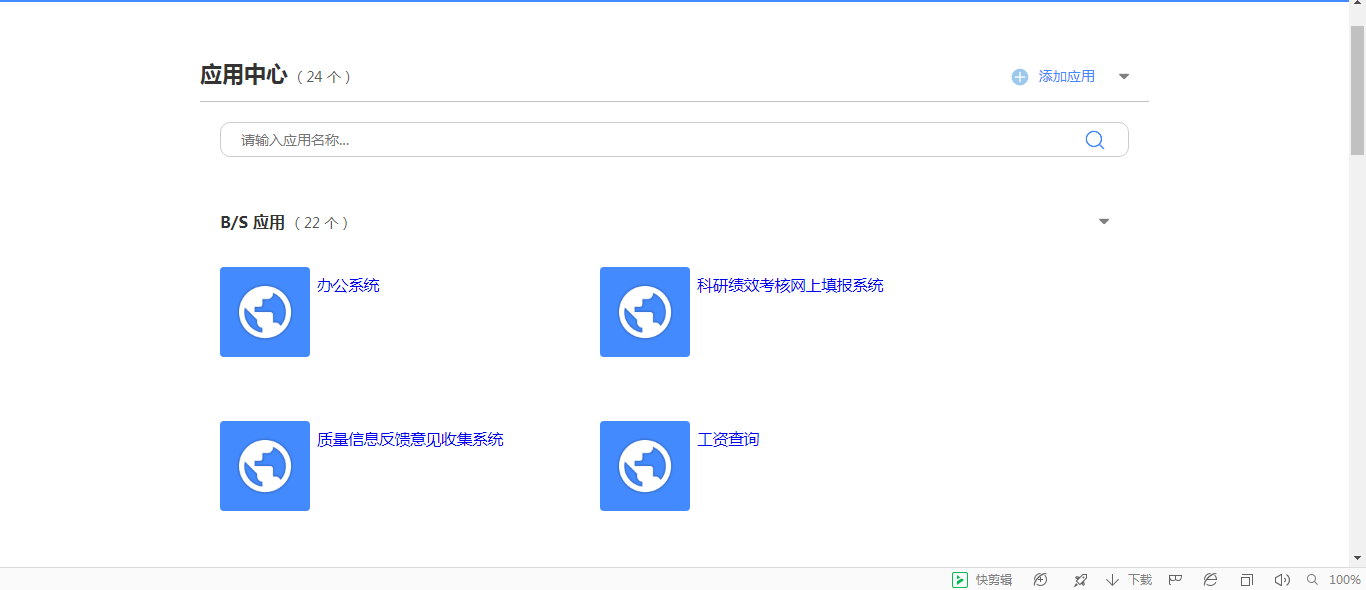 应用中心 ( 24 个 )
添加应用
请输入应用名称...
B/S 应用 ( 22 个 )
办公系统
科研绩效考核网上填报系统
质量信息反馈意见收集系统
工资查询
快剪辑 下载 100%